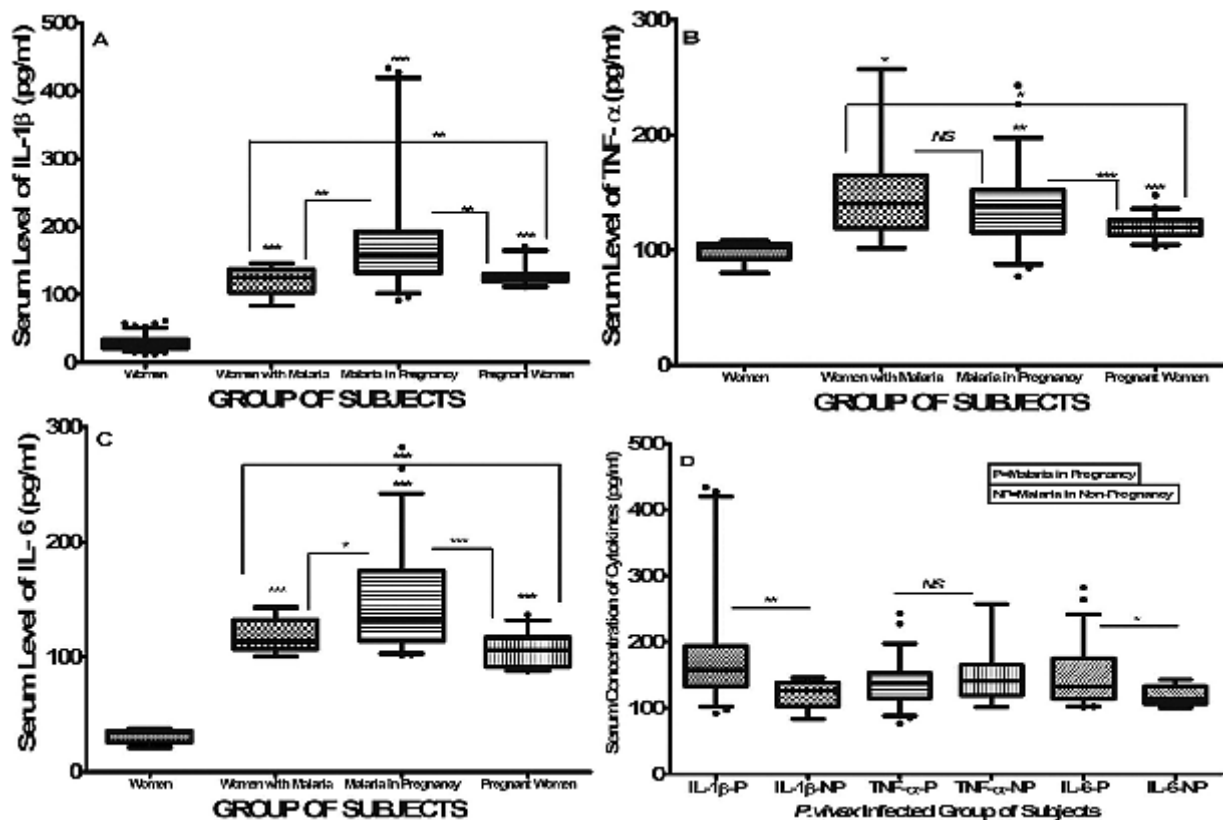 A
Serum Level of IL-1β (pg/ml)
500
400
300
200
100
0
***
**
**
**
***
***
Women
Women with Malaria
Malaria in Pregnancy
Pregnant Women
GROUP OF SUBJECTS
B
Serum Level of TNF- α (pg/ml)
300
200
100
0
*
*
NS
**
***
***
Women
Women with Malaria
Malaria in Pregnancy
Pregnant Women
GROUP OF SUBJECTS
C
Serum Level of IL- 6 (pg/ml)
300
200
100
0
***
***
*
***
***
***
Women
Women with Malaria
Malaria in Pregnancy
Pregnant Women
GROUP OF SUBJECTS
D
Serum Concentration of Cytokines (pg/ml)
500
400
300
200
100
0
P=Malaria in Pregnancy
NP=Malaria in Non-Pregnancy
**
NS
*
IL-1β-P
IL-1β-NP
TNF-α-P
TNF-α-NP
IL-6-P
IL-6-NP
P.vivax Infected Group of Subjects